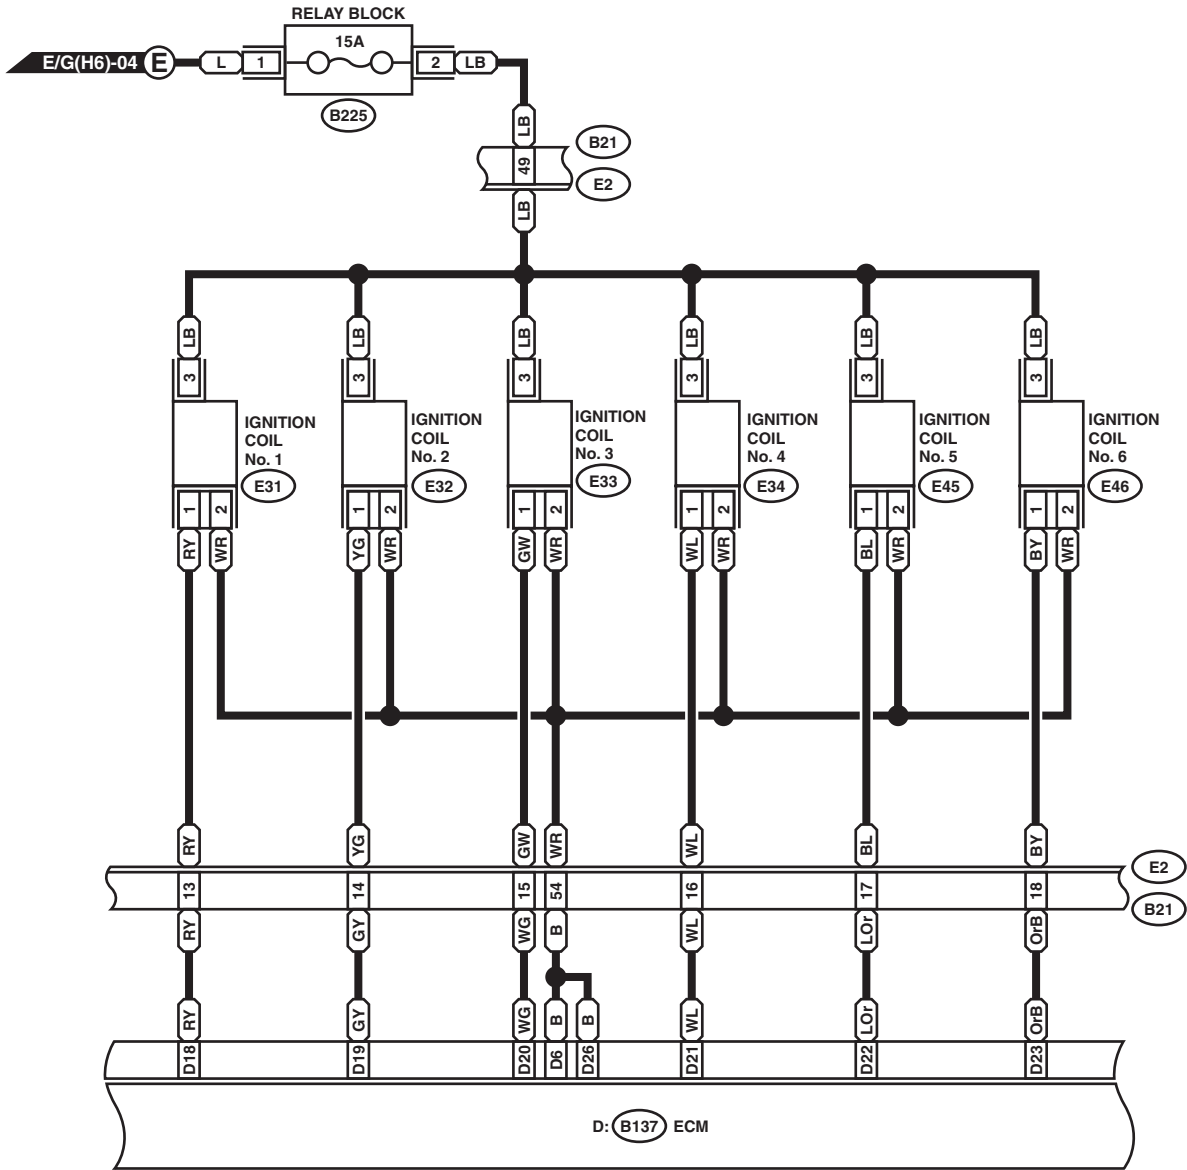 RELAY BLOCK
15A
E/G(H6)-04 E L 1 2 LB
B225
LB
B21
49
E2
LB
LB LB LB LB LB LB
3 3 3 3 3 3
IGNITION
COIL
No. 1
E31
IGNITION
COIL
No. 2
E32
IGNITION
COIL
No. 3
E33
IGNITION
COIL
No. 4
E34
IGNITION
COIL
No. 5
E45
IGNITION
COIL
No. 6
E46
1 2 1 2 1 2 1 2 1 2 1 2
RY WR YG WR GW WR WL WR BL WR BY WR
RY YG GW WR WL BL BY
E2
13 14 15 54 16 17 18
B21
RY GY WG B WL LOr OrB
RY GY WG B B WL LOr OrB
D18 D19 D20 D6 D26 D21 D22 D23
D: B137 ECM